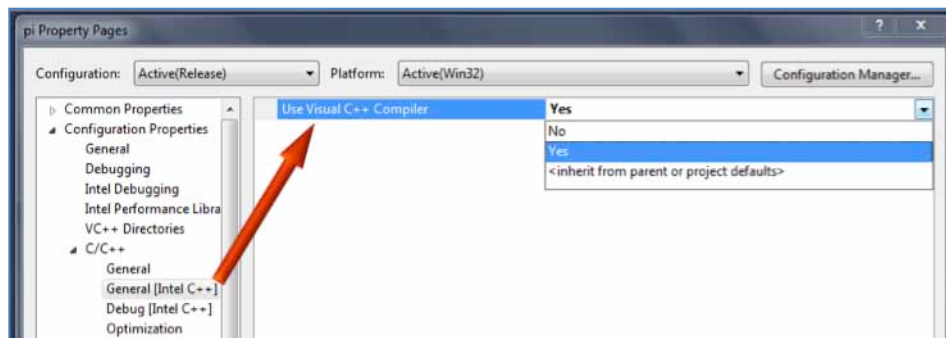 pi Property Pages
Configuration: Active(Release) Platform: Active(Win32) Configuration Manager...
Common Properties
Configuration Properties
General
Debugging
Intel Debugging
Intel Performance Libra
VC++ Directories
C/C++
General
General [Intel C++]
Debug [Intel C++]
Optimization
Use Visual C++ Compiler Yes
No
Yes
<inherit from parent or project defaults>